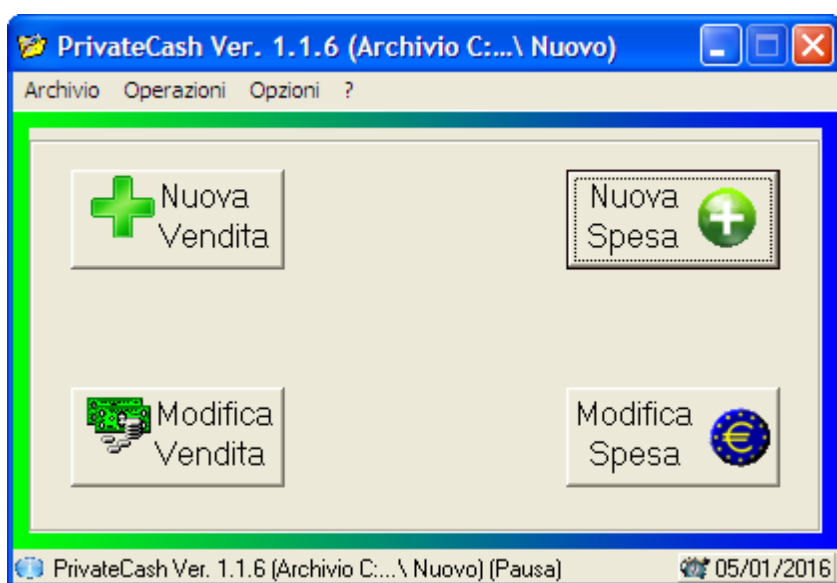 PrivateCash Ver. 1.1.6 (Archivio C:...\ Nuovo)
Archivio Operazioni Opzioni ?
Nuova
Vendita
Nuova
Spesa
Modifica
Vendita
Modifica
Spesa
PrivateCash Ver. 1.1.6 (Archivio C:...\ Nuovo) (Pausa) 05/01/2016